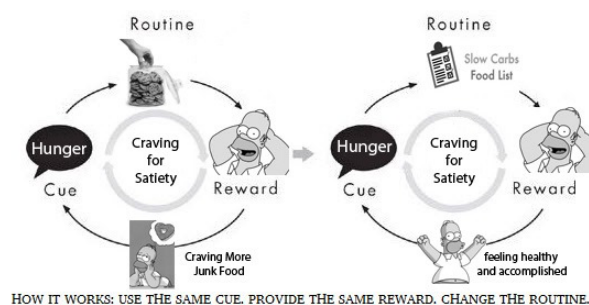 Routine
Hunger
Cue
Craving
for
Satiety
Reward
Craving More
Junk Food
Routine
Slow Carbs
Food List
Hunger
Cue
Craving
for
Satiety
Reward
feeling healthy
and accomplished
HOW IT WORKS: USE THE SAME CUE. PROVIDE THE SAME REWARD. CHANGE THE ROUTINE.